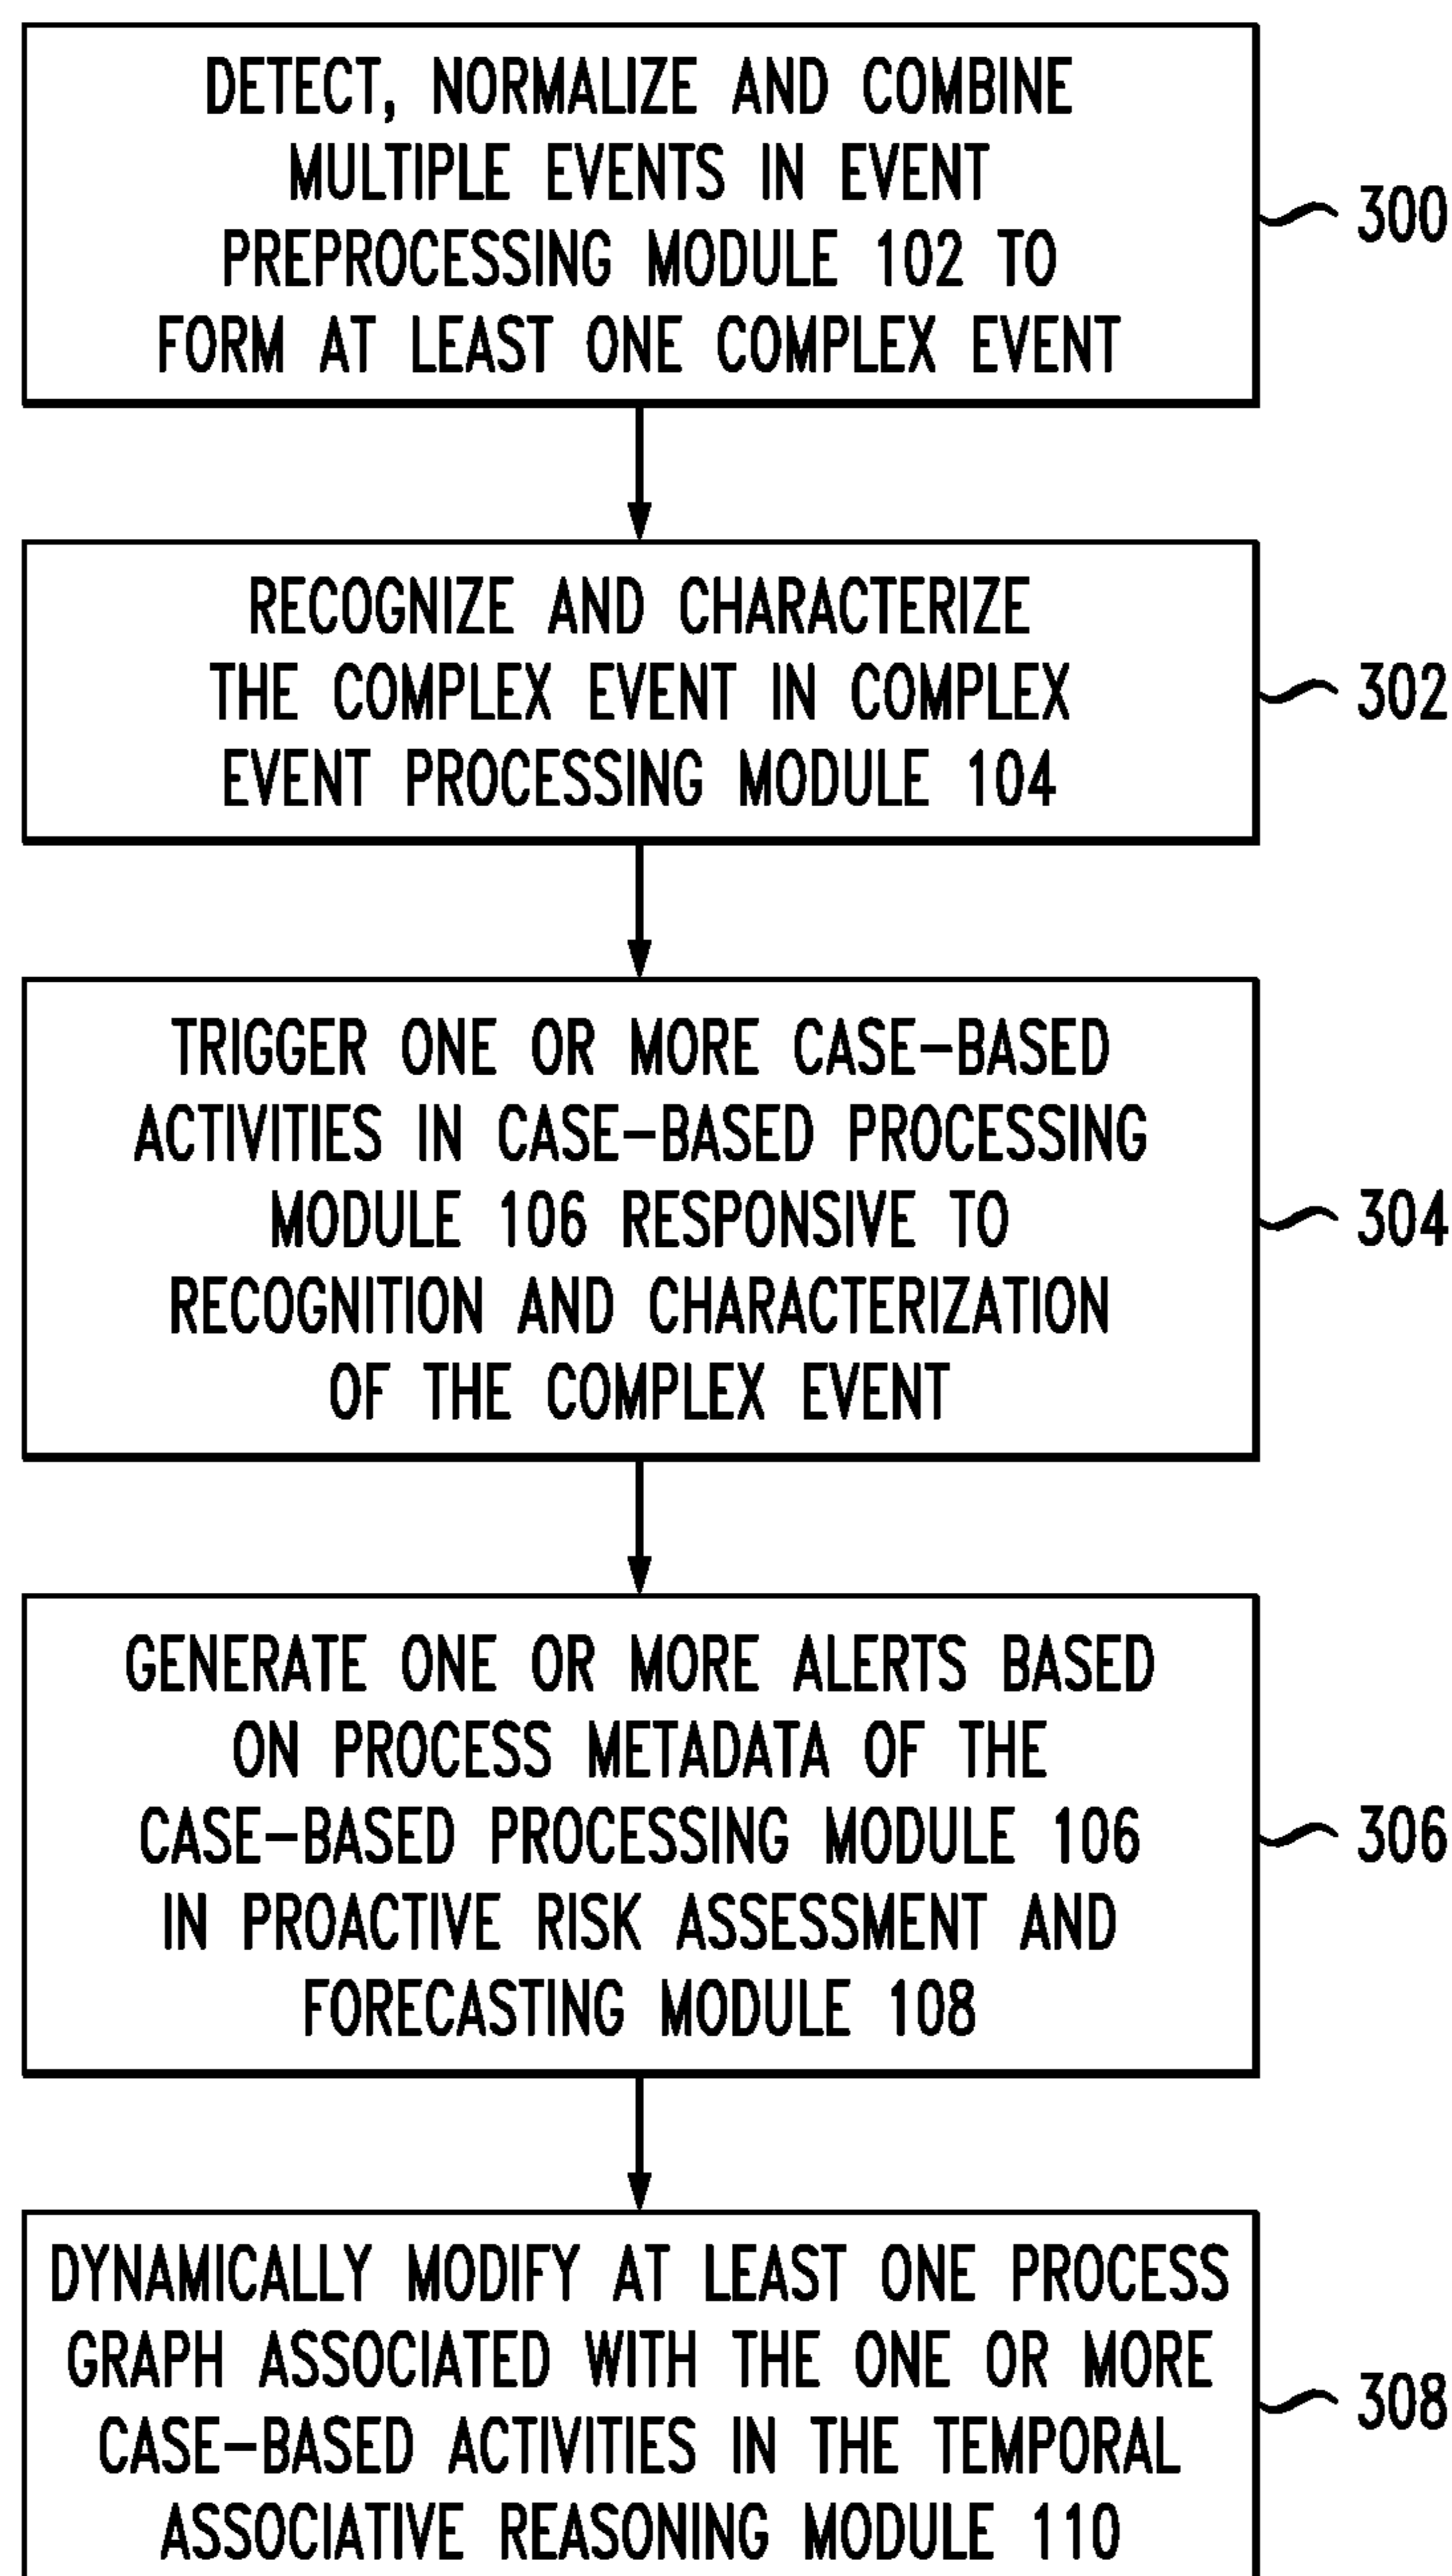 DETECT, NORMALIZE AND COMBINE
MULTIPLE EVENTS IN EVENT
PREPROCESSING MODULE 102 TO
FORM AT LEAST ONE COMPLEX EVENT
300
RECOGNIZE AND CHARACTERIZE
THE COMPLEX EVENT IN COMPLEX
EVENT PROCESSING MODULE 104
302
TRIGGER ONE OR MORE CASE-BASED
ACTIVITIES IN CASE-BASED PROCESSING
MODULE 106 RESPONSIVE TO
RECOGNITION AND CHARACTERIZATION
OF THE COMPLEX EVENT
304
GENERATE ONE OR MORE ALERTS BASED
ON PROCESS METADATA OF THE
CASE-BASED PROCESSING MODULE 106
IN PROACTIVE RISK ASSESSMENT AND
FORECASTING MODULE 108
306
DYNAMICALLY MODIFY AT LEAST ONE PROCESS
GRAPH ASSOCIATED WITH THE ONE OR MORE
CASE-BASED ACTIVITIES IN THE TEMPORAL
ASSOCIATIVE REASONING MODULE 110
308